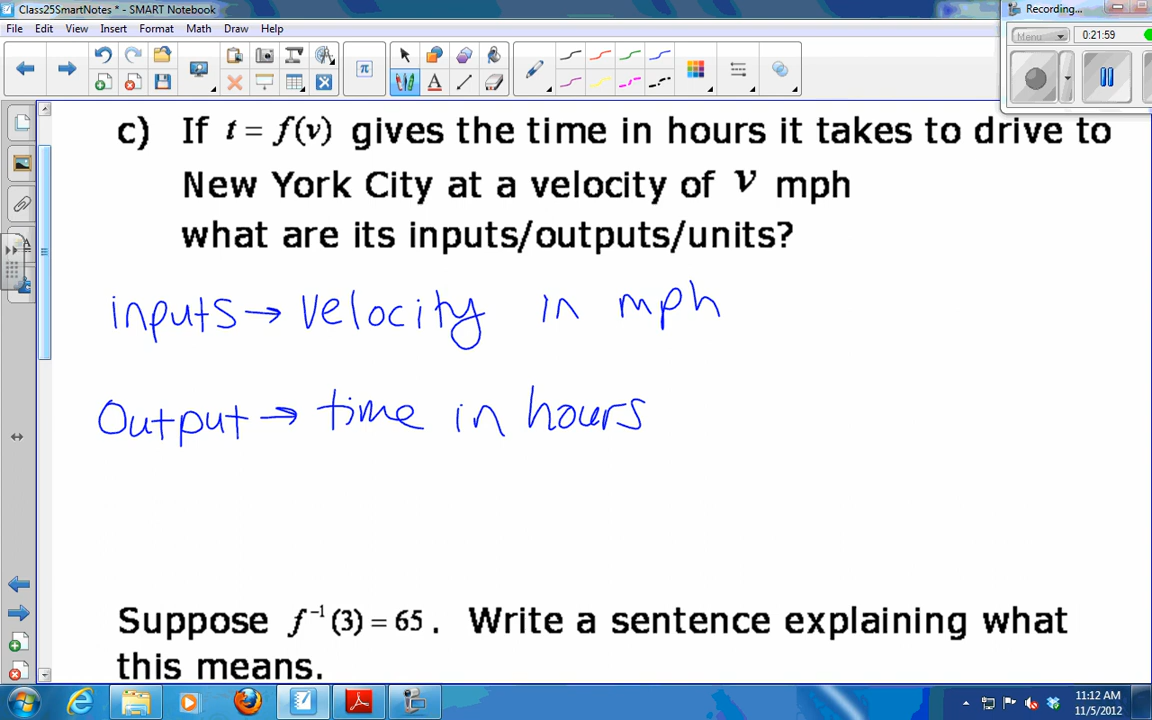 Class25SmartNotes * - SMART Notebook
Recording...
File Edit View Insert Format Math Draw Help
Menu
0:21:59
c) If t = f(v) gives the time in hours it takes to drive to
New York City at a velocity of v mph
what are its inputs/outputs/units?
inputs → velocity in mph
Output → time in hours
Suppose f⁻¹(3) = 65. Write a sentence explaining what
this means.
11:12 AM
11/5/2012